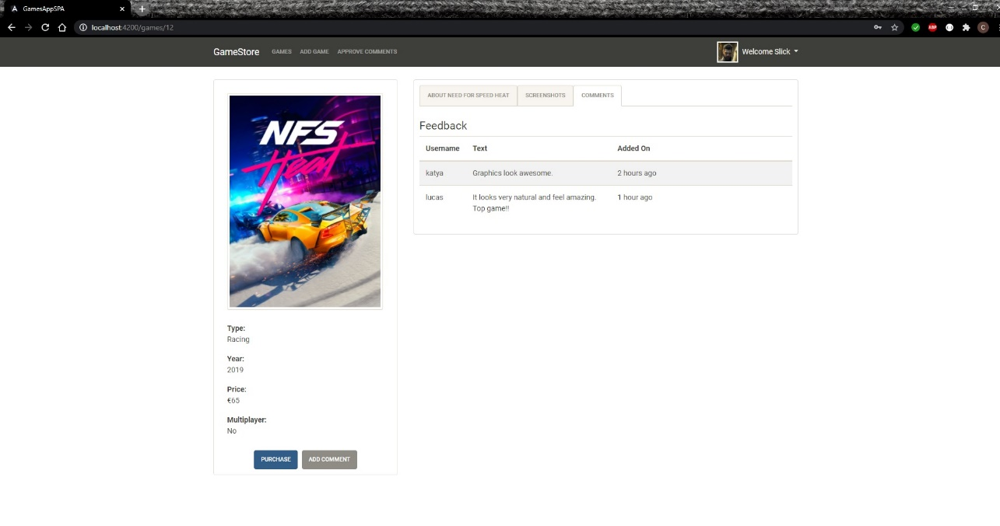 GamesAppSPA
localhost:4200/games/12
ABP
C
GameStore GAMES ADD GAME APPROVE COMMENTS Welcome Slick
NFS
Heat
Type:
Racing
Year:
2019
Price:
€65
Multiplayer:
No
PURCHASE ADD COMMENT
ABOUT NEED FOR SPEED HEAT SCREENSHOTS COMMENTS
Feedback
Username Text Added On
katya Graphics look awesome. 2 hours ago
lucas It looks very natural and feel amazing. 1 hour ago
Top game!!